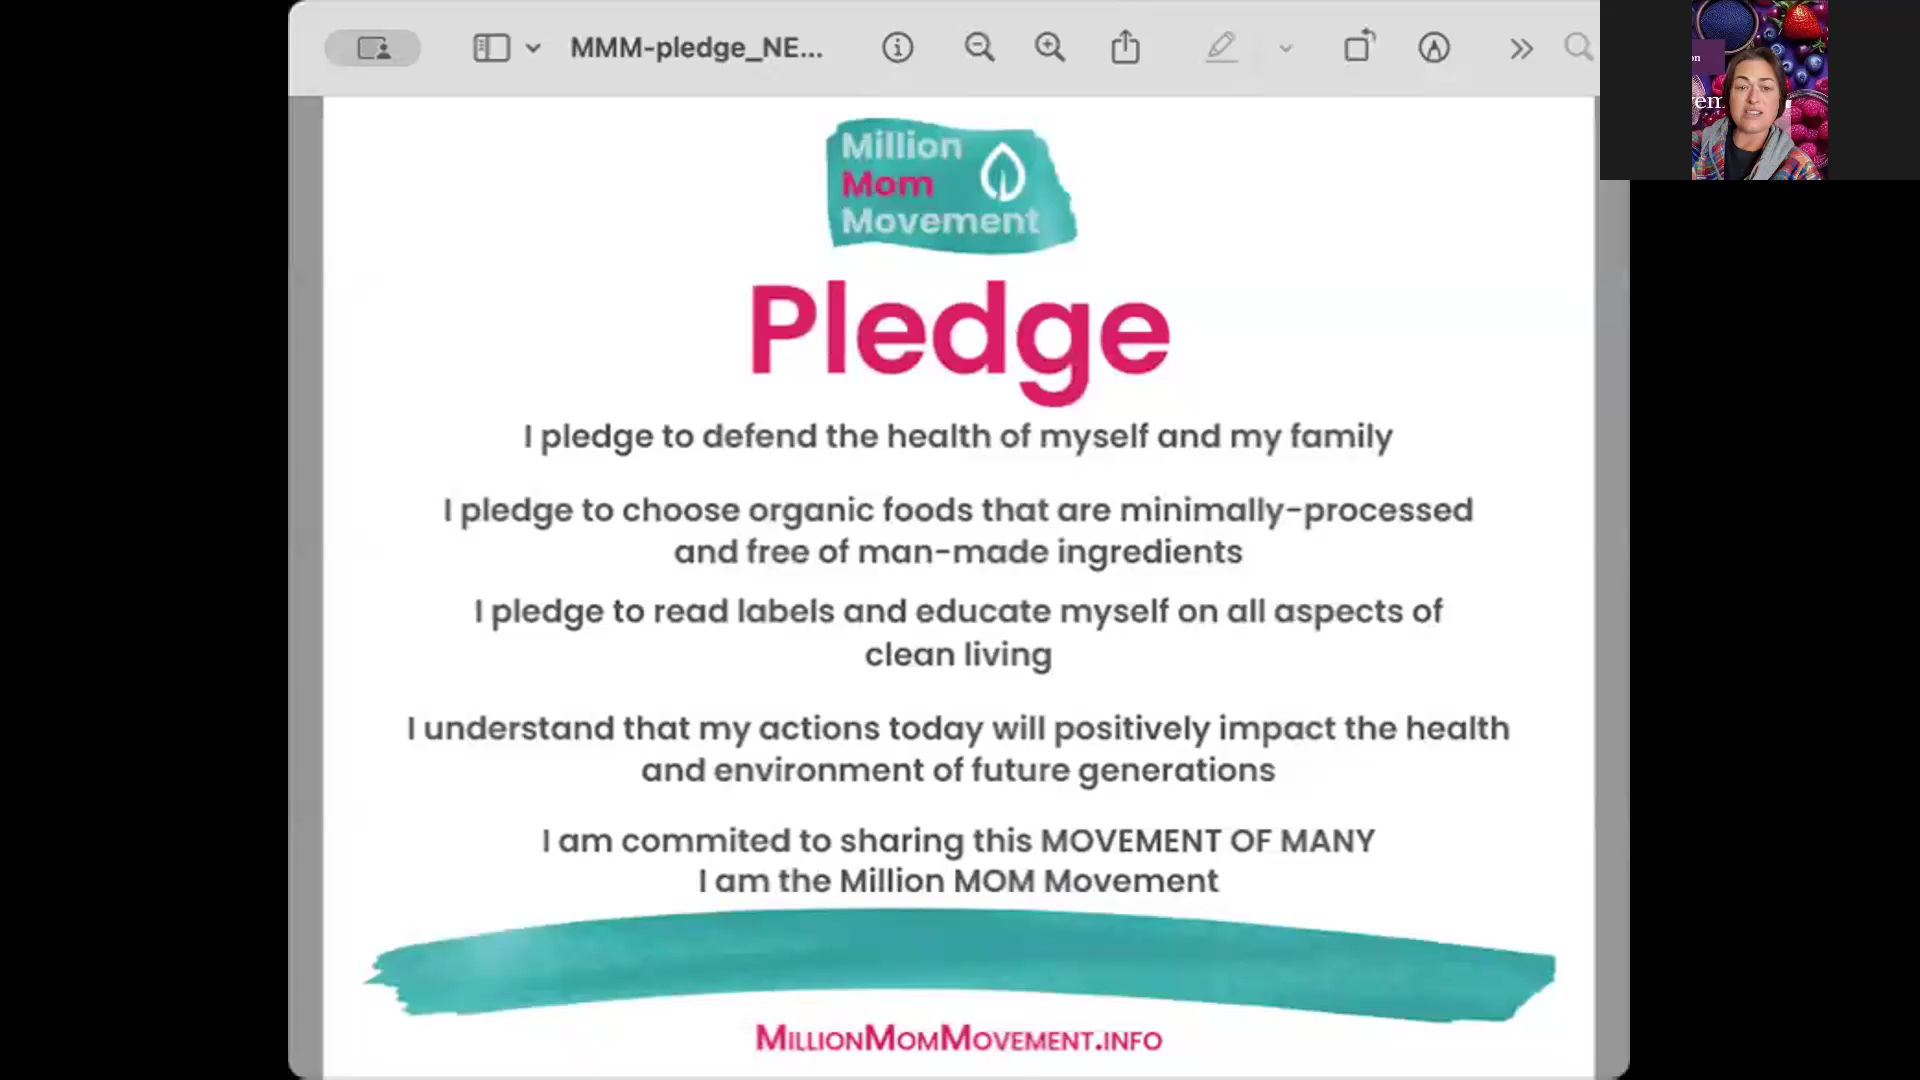 MMM-pledge_NE...
on
em
Million
Mom
Movement
Pledge
I pledge to defend the health of myself and my family
I pledge to choose organic foods that are minimally-processed
and free of man-made ingredients
I pledge to read labels and educate myself on all aspects of
clean living
I understand that my actions today will positively impact the health
and environment of future generations
I am commited to sharing this MOVEMENT OF MANY
I am the Million MOM Movement
MILLIONMOMMOVEMENT.INFO